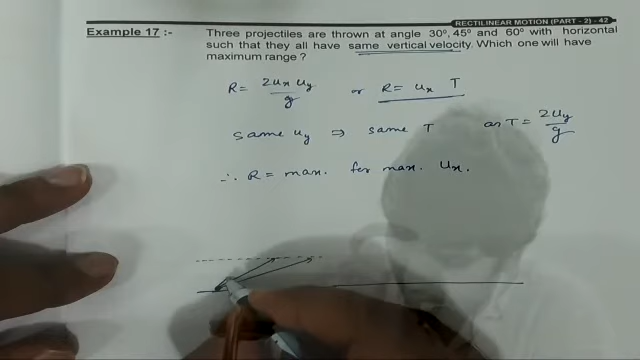 RECTILINEAR MOTION (PART - 2) - 42
Example 17 :- Three projectiles are thrown at angle 30°, 45° and 60° with horizontal
such that they all have same vertical velocity. Which one will have
maximum range ?
R = 2uₓ u_y / g or R = uₓ T
Same u_y ⇒ same T as T = 2u_y / g
∴ R = max. for max. uₓ.